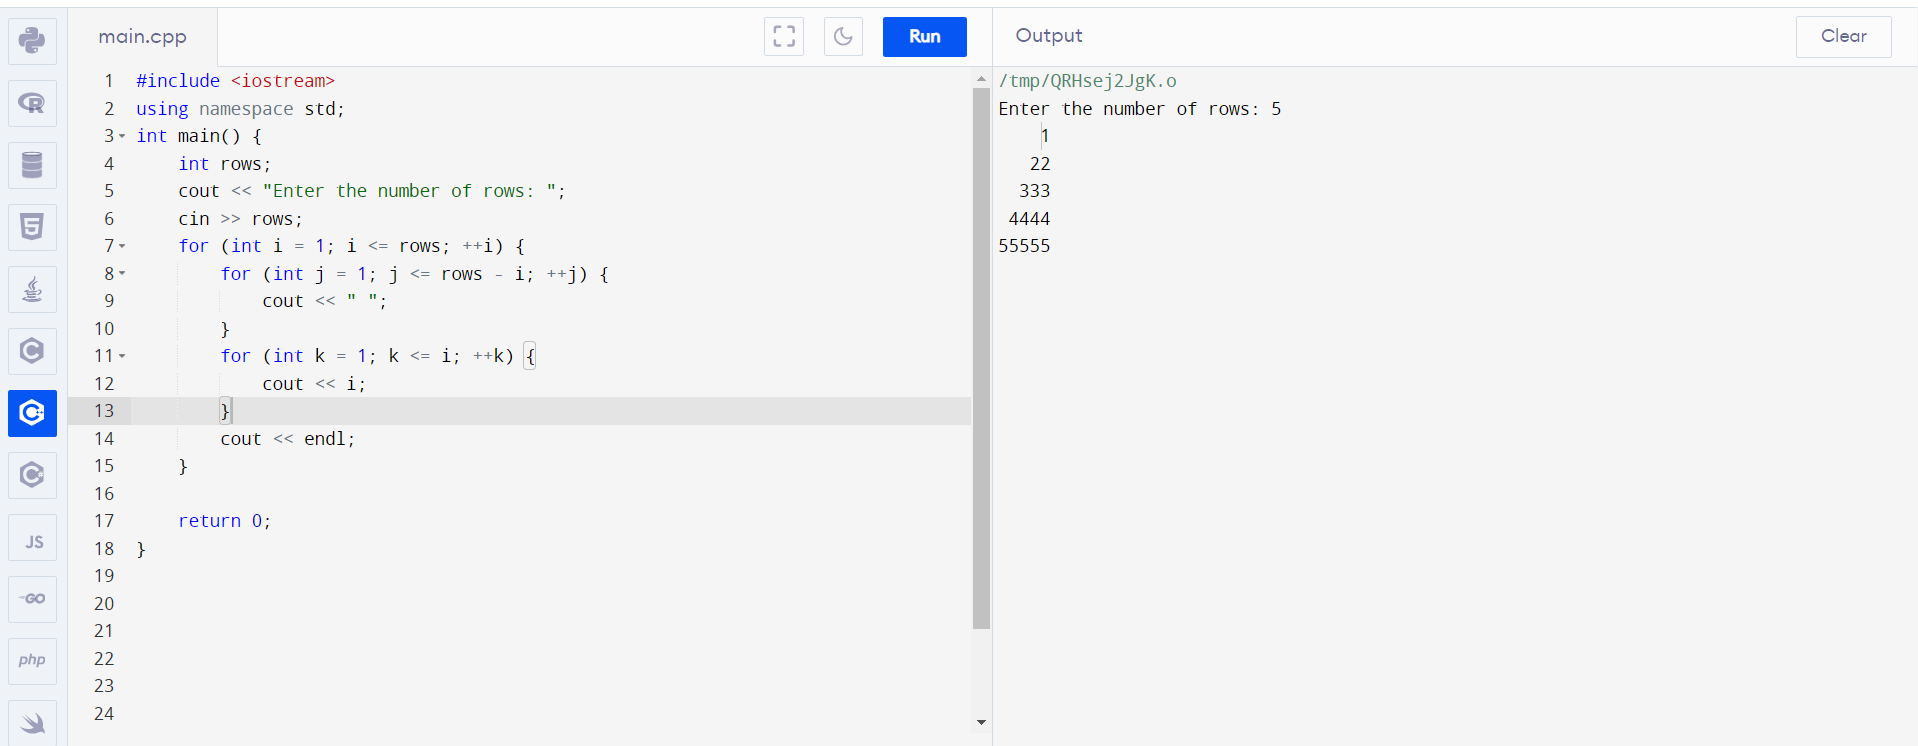 main.cpp
Run
Output
Clear
1 #include <iostream>
2 using namespace std;
3 int main() {
4     int rows;
5     cout << "Enter the number of rows: ";
6     cin >> rows;
7     for (int i = 1; i <= rows; ++i) {
8         for (int j = 1; j <= rows - i; ++j) {
9             cout << " ";
10         }
11         for (int k = 1; k <= i; ++k) {
12             cout << i;
13         }
14         cout << endl;
15     }
16
17     return 0;
18 }
19
20
21
22
23
24
/tmp/QRHsej2JgK.o
Enter the number of rows: 5
    1
   22
  333
 4444
55555
R
5
C
C
C
JS
GO
php